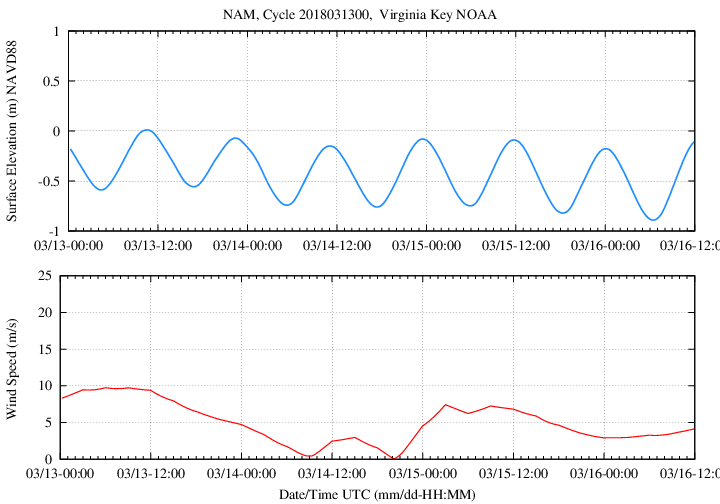 NAM, Cycle 2018031300,  Virginia Key NOAA
Surface Elevation (m) NAVD88
1
0.5
0
-0.5
-1
03/13-00:00 03/13-12:00 03/14-00:00 03/14-12:00 03/15-00:00 03/15-12:00 03/16-00:00 03/16-12:0
Wind Speed (m/s)
25
20
15
10
5
0
03/13-00:00 03/13-12:00 03/14-00:00 03/14-12:00 03/15-00:00 03/15-12:00 03/16-00:00 03/16-12:0
Date/Time UTC (mm/dd-HH:MM)